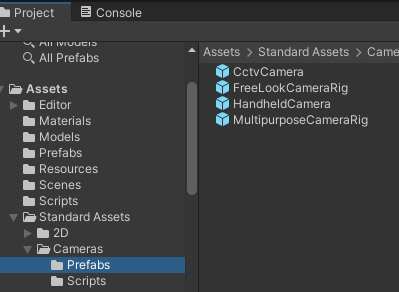 Project
Console
All Models
All Prefabs
Assets
Editor
Materials
Models
Prefabs
Resources
Scenes
Scripts
Standard Assets
2D
Cameras
Prefabs
Scripts
Assets > Standard Assets > Came
CctvCamera
FreeLookCameraRig
HandheldCamera
MultipurposeCameraRig